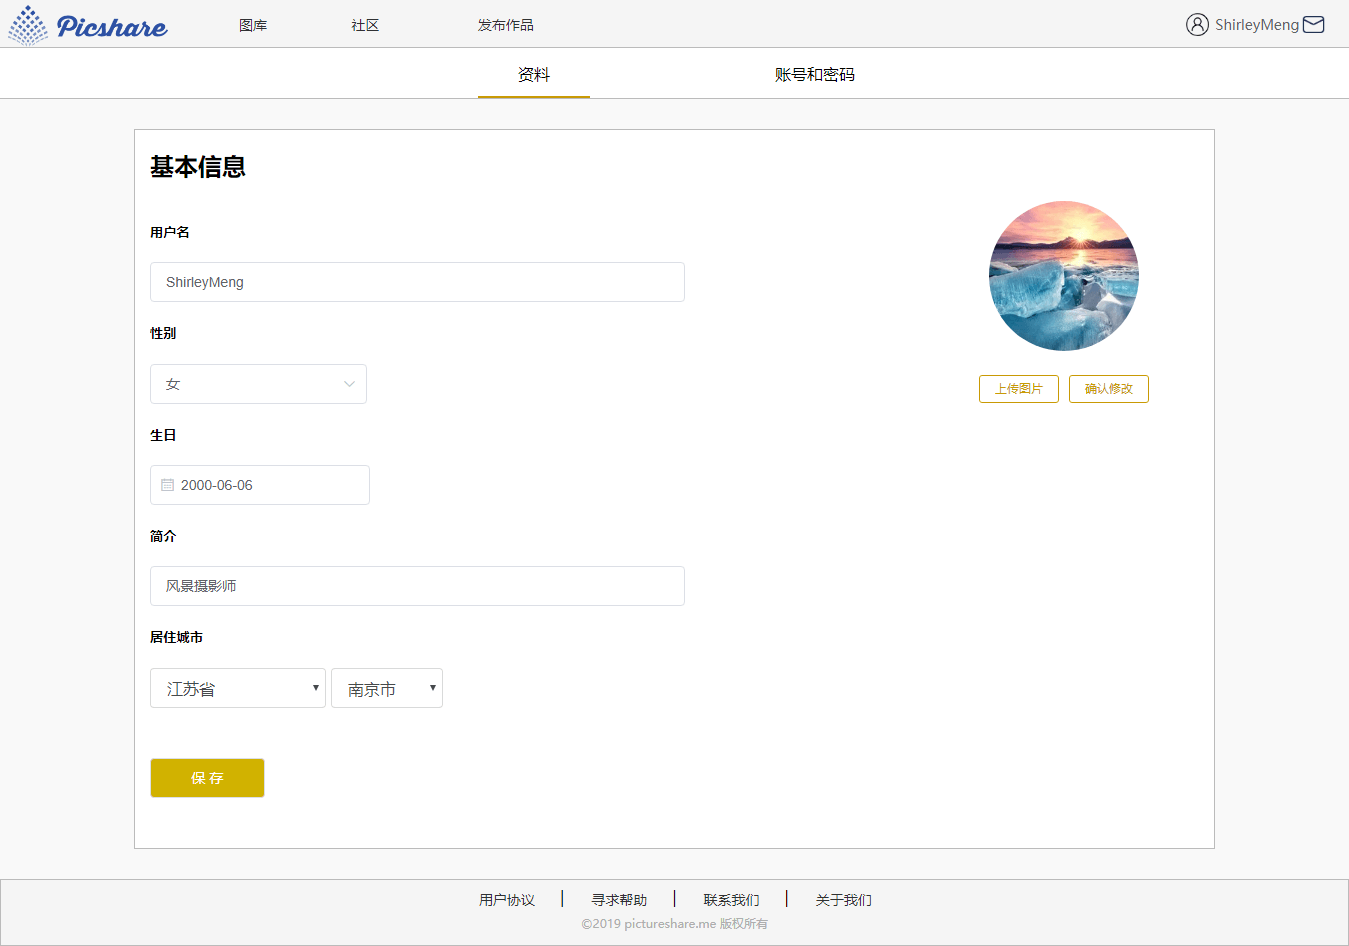 Picshare 图库 社区 发布作品 ShirleyMeng
资料 账号和密码
基本信息
用户名
ShirleyMeng
性别
女
上传图片 确认修改
生日
2000-06-06
简介
风景摄影师
居住城市
江苏省 南京市
保 存
用户协议 寻求帮助 联系我们 关于我们
©2019 pictureshare.me 版权所有